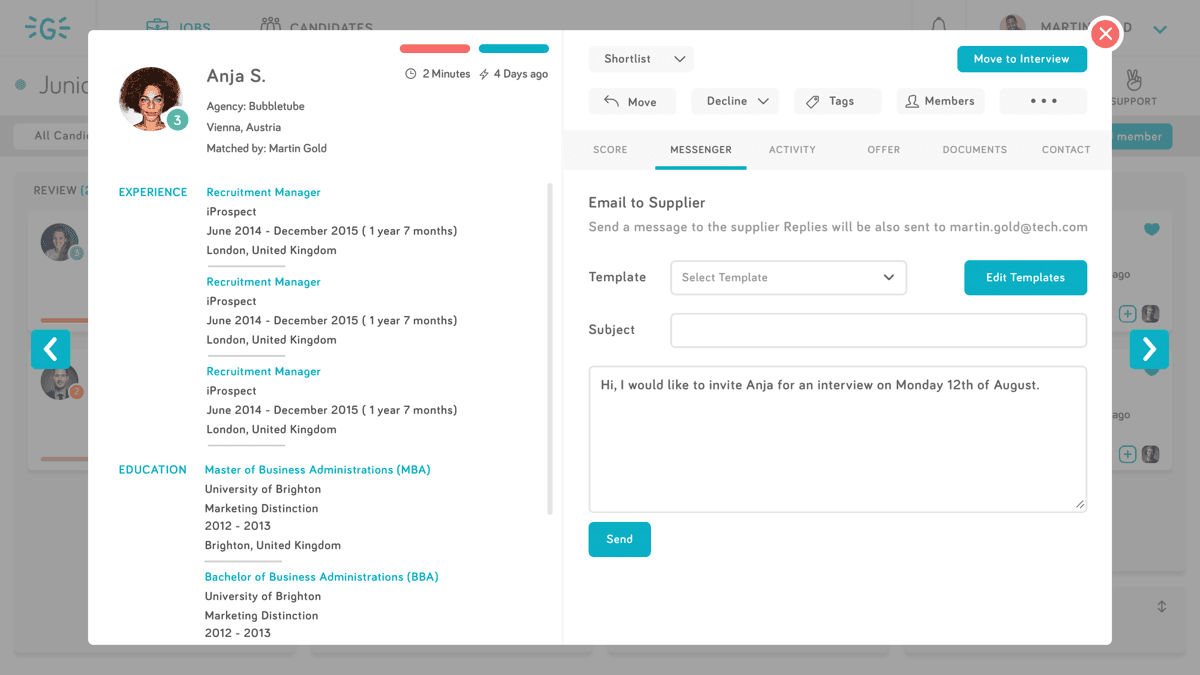 G
JOBS
CANDIDATES
MARTIN
D
Junio
SUPPORT
All Candi
member
REVIEW (2
3
2
ago
ago
Anja S.
3
2 Minutes
4 Days ago
Agency: Bubbletube
Vienna, Austria
Matched by: Martin Gold
EXPERIENCE
Recruitment Manager
iProspect
June 2014 - December 2015 ( 1 year 7 months)
London, United Kingdom
Recruitment Manager
iProspect
June 2014 - December 2015 ( 1 year 7 months)
London, United Kingdom
Recruitment Manager
iProspect
June 2014 - December 2015 ( 1 year 7 months)
London, United Kingdom
EDUCATION
Master of Business Administrations (MBA)
University of Brighton
Marketing Distinction
2012 - 2013
Brighton, United Kingdom
Bachelor of Business Administrations (BBA)
University of Brighton
Marketing Distinction
2012 - 2013
Shortlist
Move to Interview
Move
Decline
Tags
Members
SCORE
MESSENGER
ACTIVITY
OFFER
DOCUMENTS
CONTACT
Email to Supplier
Send a message to the supplier Replies will be also sent to martin.gold@tech.com
Template
Select Template
Edit Templates
Subject
Hi, I would like to invite Anja for an interview on Monday 12th of August.
Send